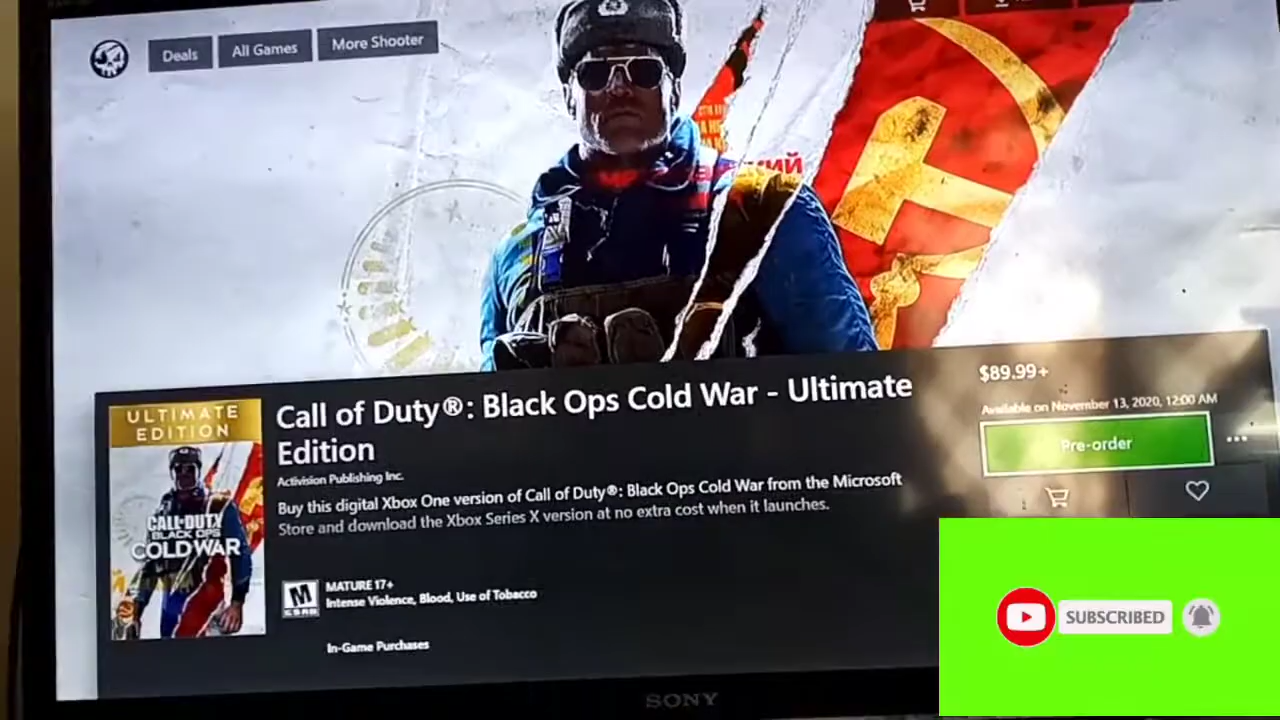 Deals
All Games
More Shooter
кий
ULTIMATE
EDITION
CALL OF DUTY
BLACK OPS
COLD WAR
Call of Duty®: Black Ops Cold War - Ultimate
Edition
Activision Publishing Inc.
Buy this digital Xbox One version of Call of Duty®: Black Ops Cold War from the Microsoft
Store and download the Xbox Series X version at no extra cost when it launches.
M
ESRB
MATURE 17+
Intense Violence, Blood, Use of Tobacco
In-Game Purchases
$89.99+
Available on November 13, 2020, 12:00 AM
Pre-order
SUBSCRIBED
SONY